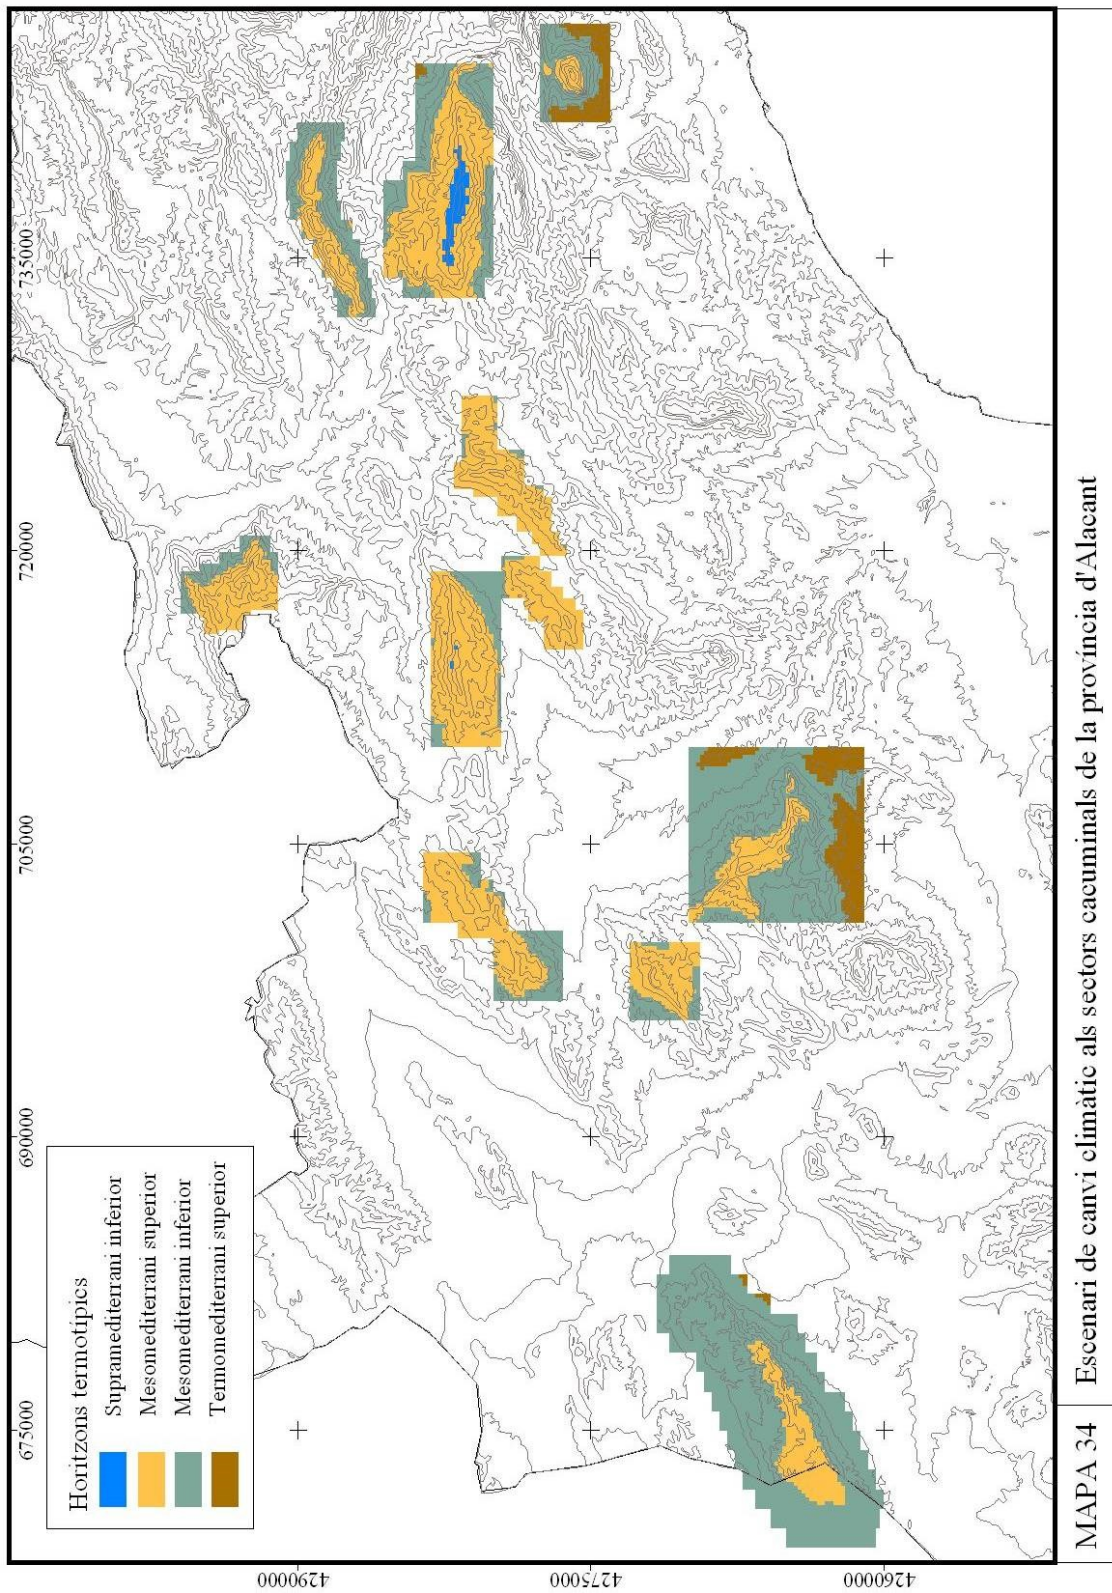 Horitzons termotípics
Supramediterrani inferior
Mesomediterrani superior
Mesomediterrani inferior
Termomediterrani superior
675000
690000
705000
720000
735000
4290000
4275000
4260000
MAPA 34
Escenari de canvi climàtic als sectors cacuminals de la província d'Alacant